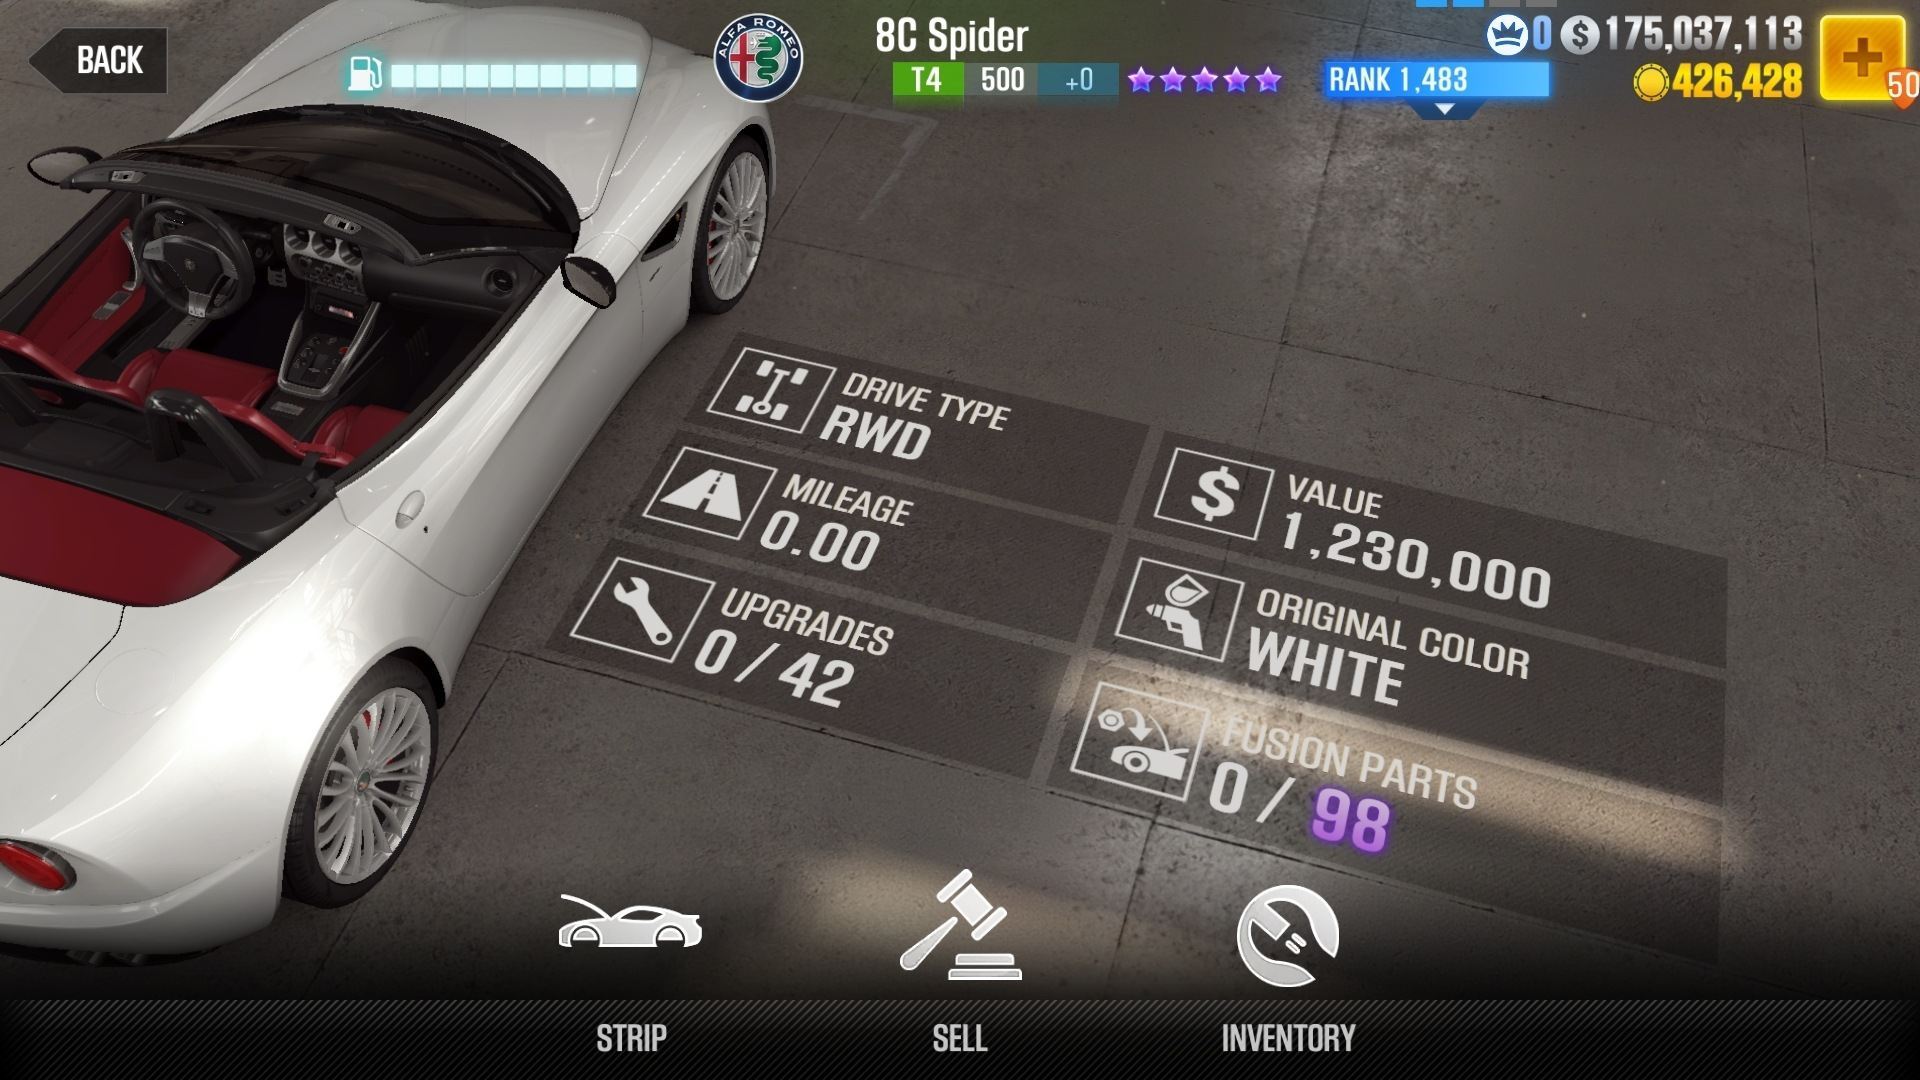 BACK
ALFA ROMEO
8C Spider
T4 500 +0
RANK 1,483
0 $ 175,037,113
426,428
50
DRIVE TYPE
RWD
MILEAGE
0.00
UPGRADES
0 / 42
$ VALUE
1,230,000
ORIGINAL COLOR
WHITE
FUSION PARTS
0 / 98
STRIP
SELL
INVENTORY